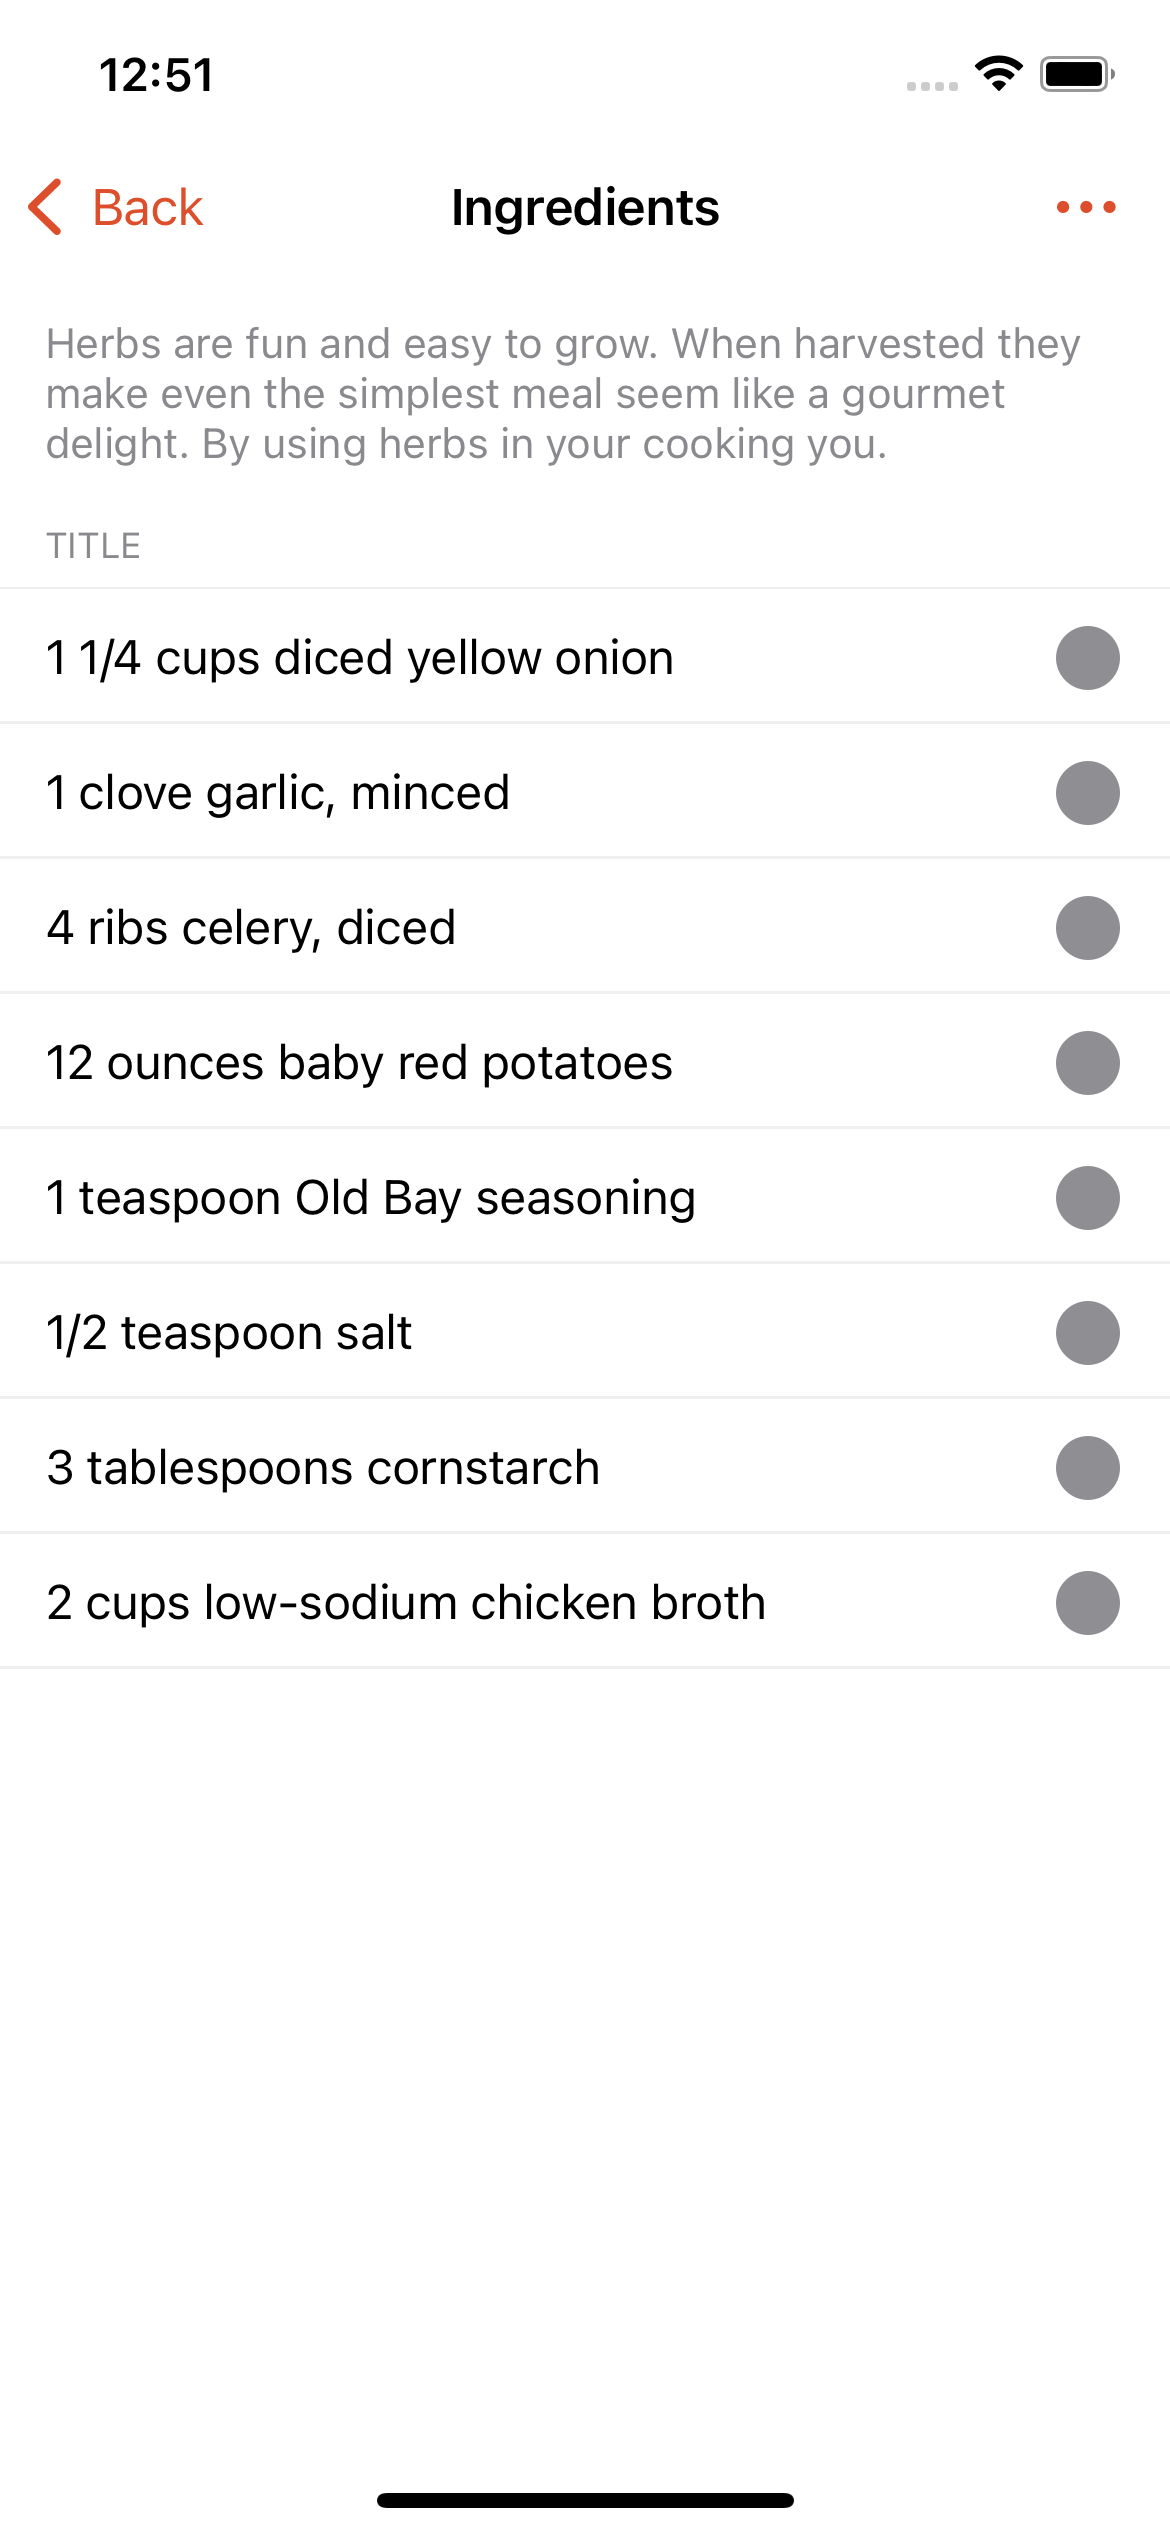 12:51
Back
Ingredients
Herbs are fun and easy to grow. When harvested they
make even the simplest meal seem like a gourmet
delight. By using herbs in your cooking you.
TITLE
1 1/4 cups diced yellow onion
1 clove garlic, minced
4 ribs celery, diced
12 ounces baby red potatoes
1 teaspoon Old Bay seasoning
1/2 teaspoon salt
3 tablespoons cornstarch
2 cups low-sodium chicken broth